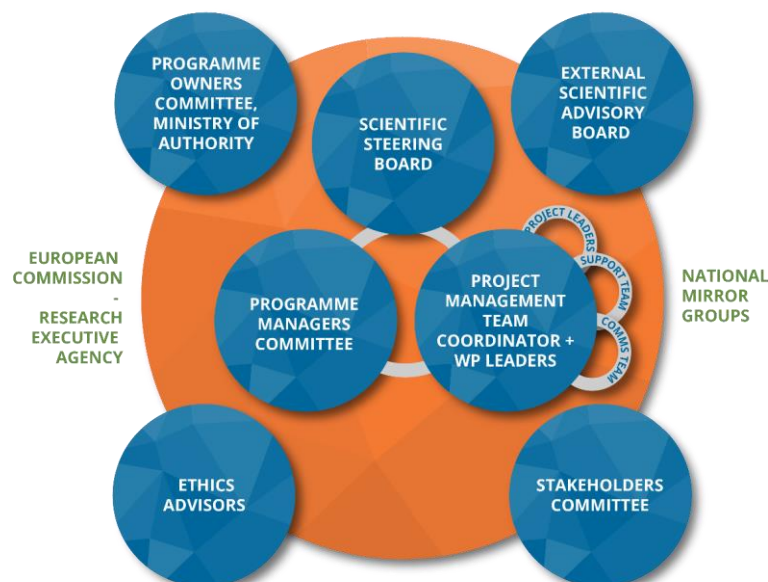 PROGRAMME
OWNERS
COMMITTEE,
MINISTRY OF
AUTHORITY
SCIENTIFIC
STEERING
BOARD
EXTERNAL
SCIENTIFIC
ADVISORY
BOARD
EUROPEAN
COMMISSION
-
RESEARCH
EXECUTIVE
AGENCY
PROGRAMME
MANAGERS
COMMITTEE
PROJECT
MANAGEMENT
TEAM
COORDINATOR +
WP LEADERS
PROJECT LEADERS
SUPPORT TEAM
COMMS TEAM
NATIONAL
MIRROR
GROUPS
ETHICS
ADVISORS
STAKEHOLDERS
COMMITTEE